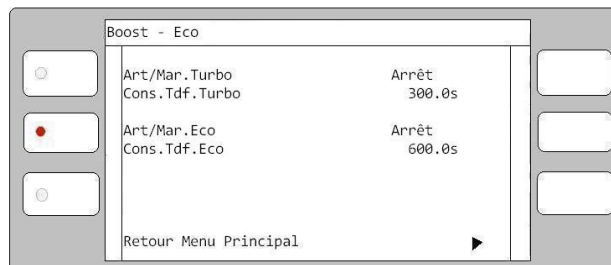 Boost - Eco
Art/Mar.Turbo Arrêt
Cons.Tdf.Turbo 300.0s
Art/Mar.Eco Arrêt
Cons.Tdf.Eco 600.0s
Retour Menu Principal